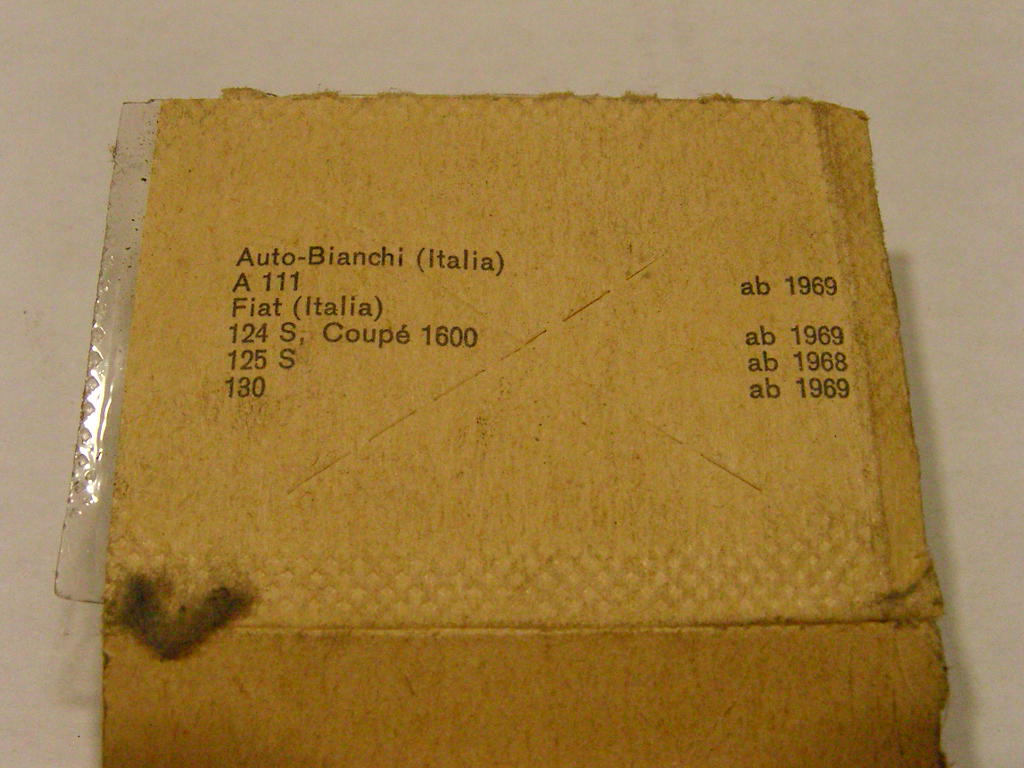 Auto-Bianchi (Italia)
A 111 ab 1969
Fiat (Italia)
124 S, Coupé 1600 ab 1969
125 S ab 1968
130 ab 1969